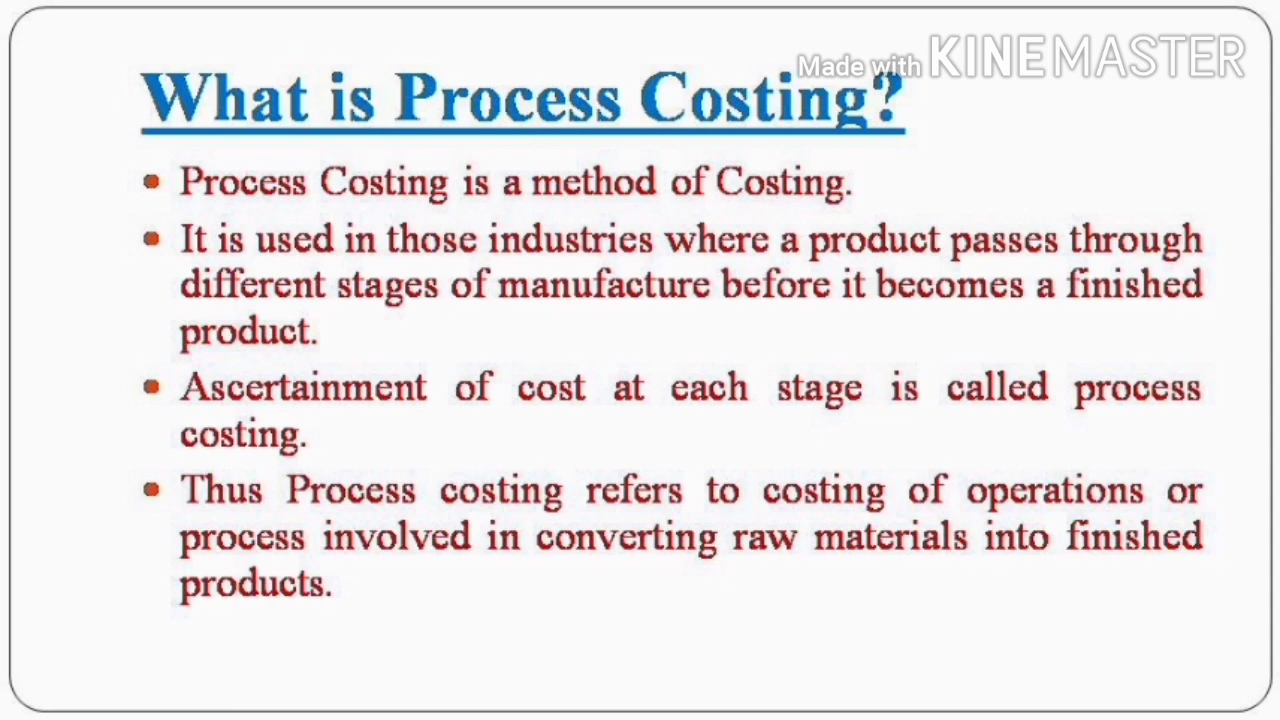 Made with KINEMASTER
What is Process Costing?
• Process Costing is a method of Costing.
• It is used in those industries where a product passes through
different stages of manufacture before it becomes a finished
product.
• Ascertainment of cost at each stage is called process
costing.
• Thus Process costing refers to costing of operations or
process involved in converting raw materials into finished
products.